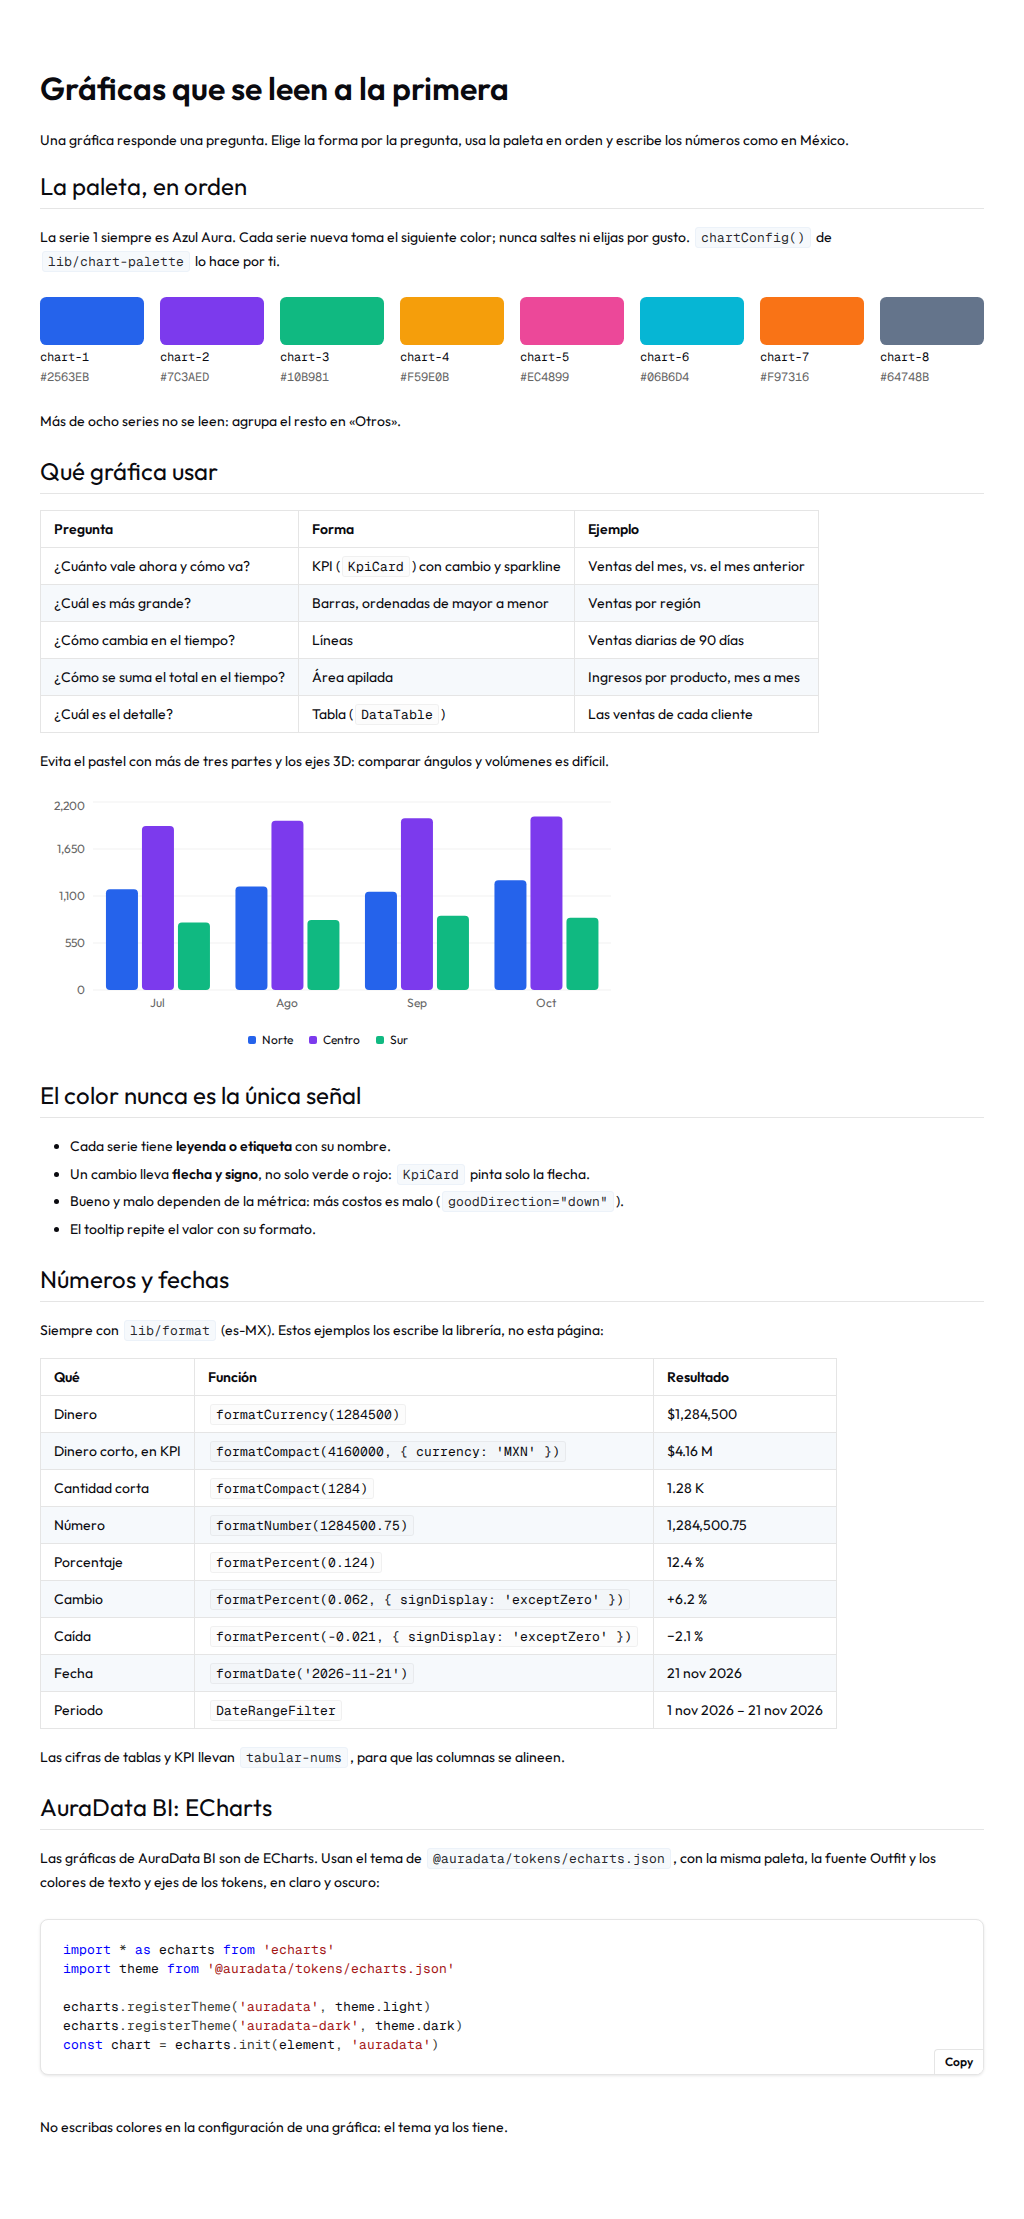 Gráficas que se leen a la primera
Una gráfica responde una pregunta. Elige la forma por la pregunta, usa la paleta en orden y escribe los números como en México.
La paleta, en orden
La serie 1 siempre es Azul Aura. Cada serie nueva toma el siguiente color; nunca saltes ni elijas por gusto. chartConfig() de
lib/chart-palette lo hace por ti.
chart-1 chart-2 chart-3 chart-4 chart-5 chart-6 chart-7 chart-8
#2563EB #7C3AED #10B981 #F59E0B #EC4899 #06B6D4 #F97316 #64748B
Más de ocho series no se leen: agrupa el resto en «Otros».
Qué gráfica usar
Pregunta Forma Ejemplo
¿Cuánto vale ahora y cómo va? KPI ( KpiCard ) con cambio y sparkline Ventas del mes, vs. el mes anterior
¿Cuál es más grande? Barras, ordenadas de mayor a menor Ventas por región
¿Cómo cambia en el tiempo? Líneas Ventas diarias de 90 días
¿Cómo se suma el total en el tiempo? Área apilada Ingresos por producto, mes a mes
¿Cuál es el detalle? Tabla ( DataTable ) Las ventas de cada cliente
Evita el pastel con más de tres partes y los ejes 3D: comparar ángulos y volúmenes es difícil.
2,200
1,650
1,100
550
0
Jul Ago Sep Oct
Norte Centro Sur
El color nunca es la única señal
• Cada serie tiene leyenda o etiqueta con su nombre.
• Un cambio lleva flecha y signo, no solo verde o rojo: KpiCard pinta solo la flecha.
• Bueno y malo dependen de la métrica: más costos es malo ( goodDirection="down" ).
• El tooltip repite el valor con su formato.
Números y fechas
Siempre con lib/format (es-MX). Estos ejemplos los escribe la librería, no esta página:
Qué Función Resultado
Dinero formatCurrency(1284500) $1,284,500
Dinero corto, en KPI formatCompact(4160000, { currency: 'MXN' }) $4.16 M
Cantidad corta formatCompact(1284) 1.28 K
Número formatNumber(1284500.75) 1,284,500.75
Porcentaje formatPercent(0.124) 12.4 %
Cambio formatPercent(0.062, { signDisplay: 'exceptZero' }) +6.2 %
Caída formatPercent(-0.021, { signDisplay: 'exceptZero' }) −2.1 %
Fecha formatDate('2026-11-21') 21 nov 2026
Periodo DateRangeFilter 1 nov 2026 – 21 nov 2026
Las cifras de tablas y KPI llevan tabular-nums , para que las columnas se alineen.
AuraData BI: ECharts
Las gráficas de AuraData BI son de ECharts. Usan el tema de @auradata/tokens/echarts.json , con la misma paleta, la fuente Outfit y los
colores de texto y ejes de los tokens, en claro y oscuro:
import * as echarts from 'echarts'
import theme from '@auradata/tokens/echarts.json'
echarts.registerTheme('auradata', theme.light)
echarts.registerTheme('auradata-dark', theme.dark)
const chart = echarts.init(element, 'auradata')
Copy
No escribas colores en la configuración de una gráfica: el tema ya los tiene.